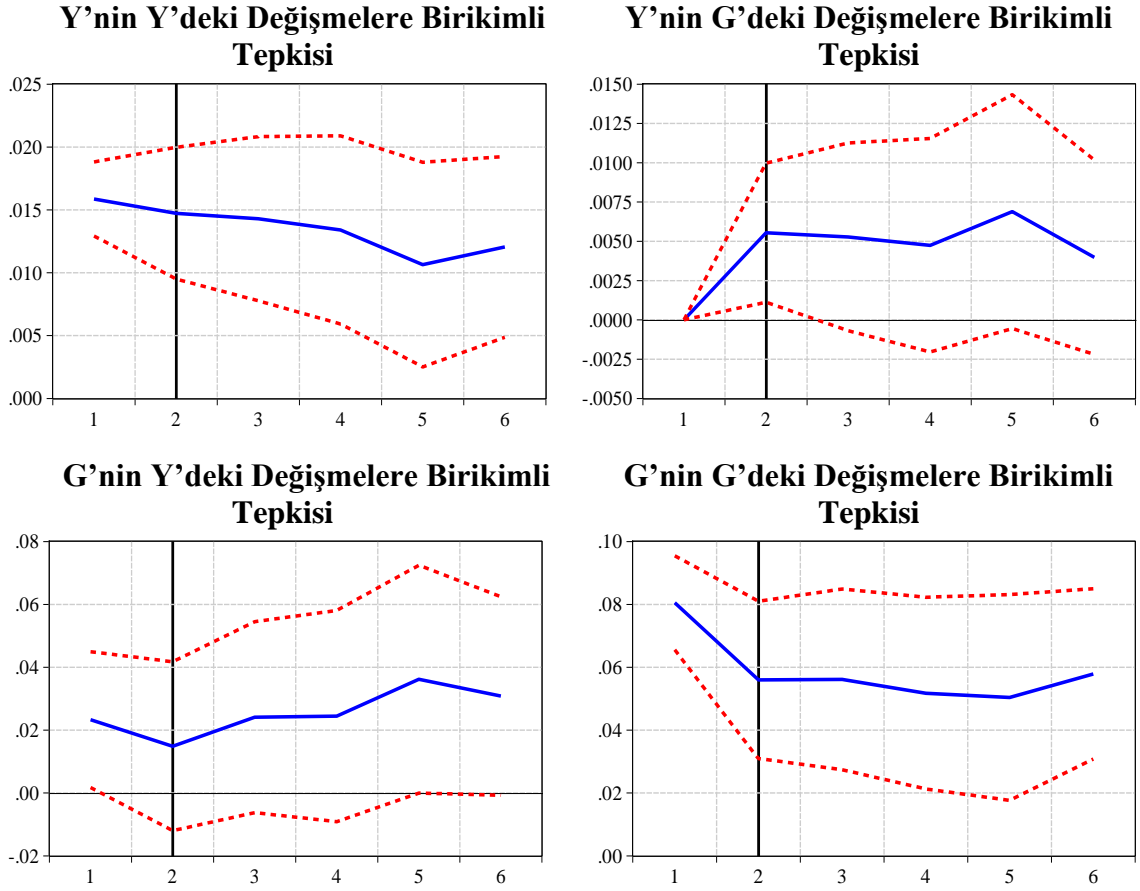 Y’nin Y’deki Değişmelere Birikimli
Tepkisi
.025
.020
.015
.010
.005
.000
1 2 3 4 5 6
Y’nin G’deki Değişmelere Birikimli
Tepkisi
.0150
.0125
.0100
.0075
.0050
.0025
.0000
-.0025
-.0050
1 2 3 4 5 6
G’nin Y’deki Değişmelere Birikimli
Tepkisi
.08
.06
.04
.02
.00
-.02
1 2 3 4 5 6
G’nin G’deki Değişmelere Birikimli
Tepkisi
.10
.08
.06
.04
.02
.00
1 2 3 4 5 6